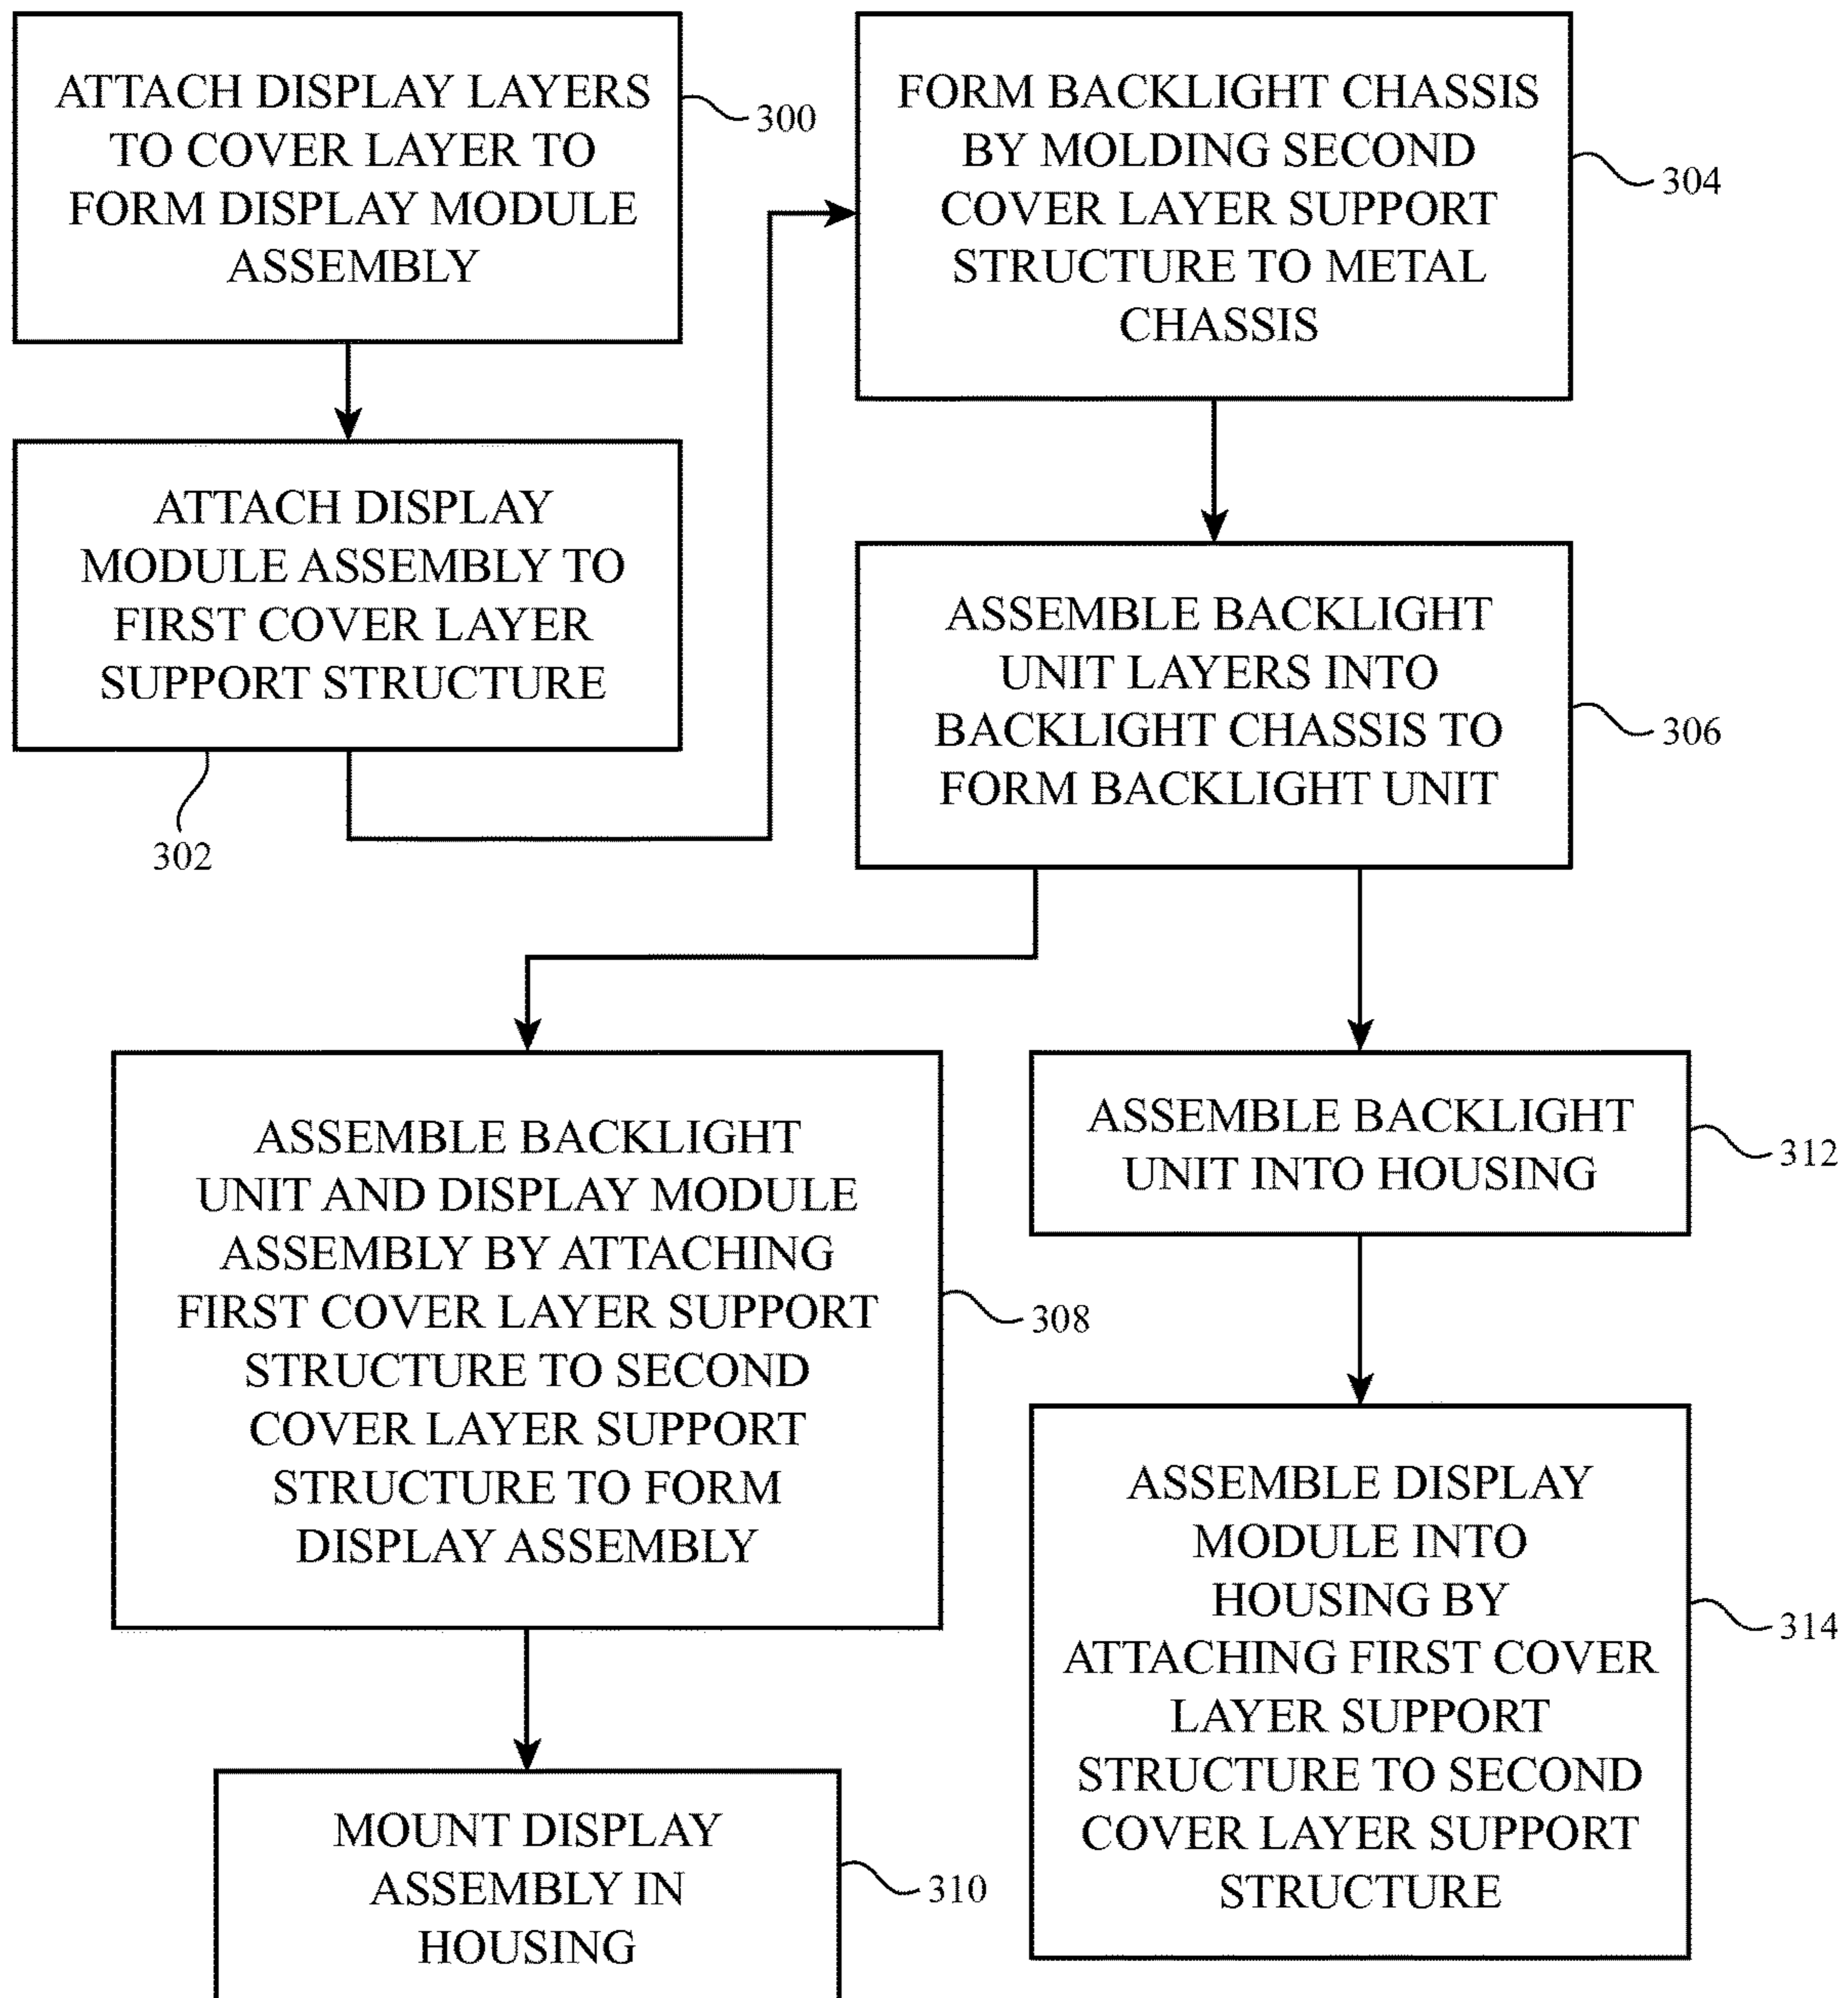 ATTACH DISPLAY LAYERS
TO COVER LAYER TO
FORM DISPLAY MODULE
ASSEMBLY
300
ATTACH DISPLAY
MODULE ASSEMBLY TO
FIRST COVER LAYER
SUPPORT STRUCTURE
302
FORM BACKLIGHT CHASSIS
BY MOLDING SECOND
COVER LAYER SUPPORT
STRUCTURE TO METAL
CHASSIS
304
ASSEMBLE BACKLIGHT
UNIT LAYERS INTO
BACKLIGHT CHASSIS TO
FORM BACKLIGHT UNIT
306
ASSEMBLE BACKLIGHT
UNIT AND DISPLAY MODULE
ASSEMBLY BY ATTACHING
FIRST COVER LAYER SUPPORT
STRUCTURE TO SECOND
COVER LAYER SUPPORT
STRUCTURE TO FORM
DISPLAY ASSEMBLY
308
MOUNT DISPLAY
ASSEMBLY IN
HOUSING
310
ASSEMBLE BACKLIGHT
UNIT INTO HOUSING
312
ASSEMBLE DISPLAY
MODULE INTO
HOUSING BY
ATTACHING FIRST COVER
LAYER SUPPORT
STRUCTURE TO SECOND
COVER LAYER SUPPORT
STRUCTURE
314